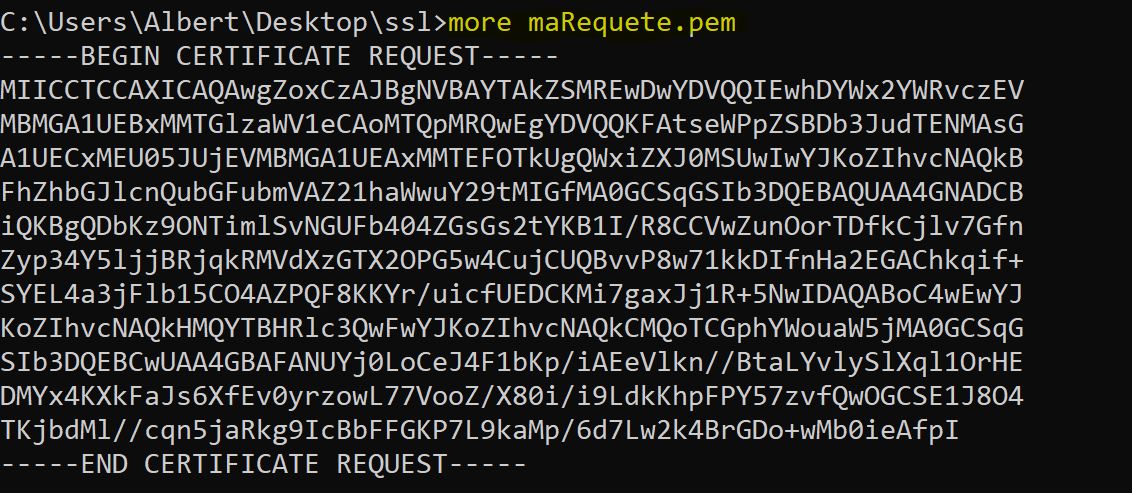 C:\Users\Albert\Desktop\ssl>more maRequete.pem
-----BEGIN CERTIFICATE REQUEST-----
MIICCTCCAXICAQAwgZoxCzAJBgNVBAYTAkZSMREwDwYDVQQIEwhDYWx2YWRvczEV
MBMGA1UEBxMMTGlzaWV1eCAoMTQpMRQwEgYDVQQKFAtseWPpZSBDb3JudTENMAsG
A1UECxMEU05JUjEVMBMGA1UEAxMMTEFOTkUgQWxiZXJ0MSUwIwYJKoZIhvcNAQkB
FhZhbGJlcnQubGFubmVAZ21haWwuY29tMIGfMA0GCSqGSIb3DQEBAQUAA4GNADCB
iQKBgQDbKz9ONTimlSvNGUFb404ZGsGs2tYKB1I/R8CCVwZunOorTDfkCjlv7Gfn
Zyp34Y5ljjBRjqkRMVdXzGTX2OPG5w4CujCUQBvvP8w71kkDIfnHa2EGAChkqif+
SYEL4a3jFlb15CO4AZPQF8KKYr/uicfUEDCKMi7gaxJj1R+5NwIDAQABoC4wEwYJ
KoZIhvcNAQkHMQYTBHRlc3QwFwYJKoZIhvcNAQkCMQoTCGphYWouaW5jMA0GCSqG
SIb3DQEBCwUAA4GBAFANUYj0LoCeJ4F1bKp/iAEeVlkn//BtaLYvlySlXql1OrHE
DMYx4KXkFaJs6XfEv0yrzowL77VooZ/X80i/i9LdkKhpFPY57zvfQwOGCSE1J8O4
TKjbdMl//cqn5jaRkg9IcBbFFGKP7L9kaMp/6d7Lw2k4BrGDo+wMb0ieAfpI
-----END CERTIFICATE REQUEST-----